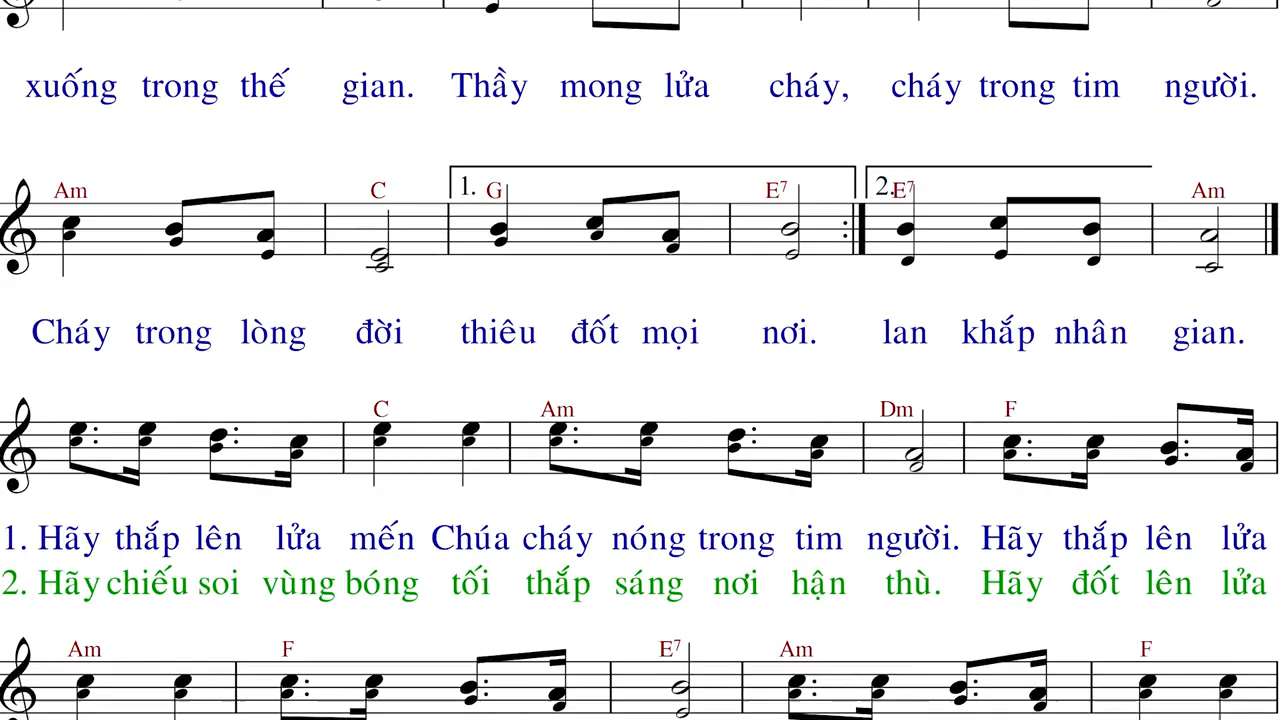 xuống trong thế gian. Thầy mong lửa cháy, cháy trong tim người.
Am C 1. G E7 2. E7 Am
Cháy trong lòng đời thiêu đốt mọi nơi. lan khắp nhân gian.
C Am Dm F
1. Hãy thắp lên lửa mến Chúa cháy nóng trong tim người. Hãy thắp lên lửa
2. Hãy chiếu soi vùng bóng tối thắp sáng nơi hận thù. Hãy đốt lên lửa
Am F E7 Am F